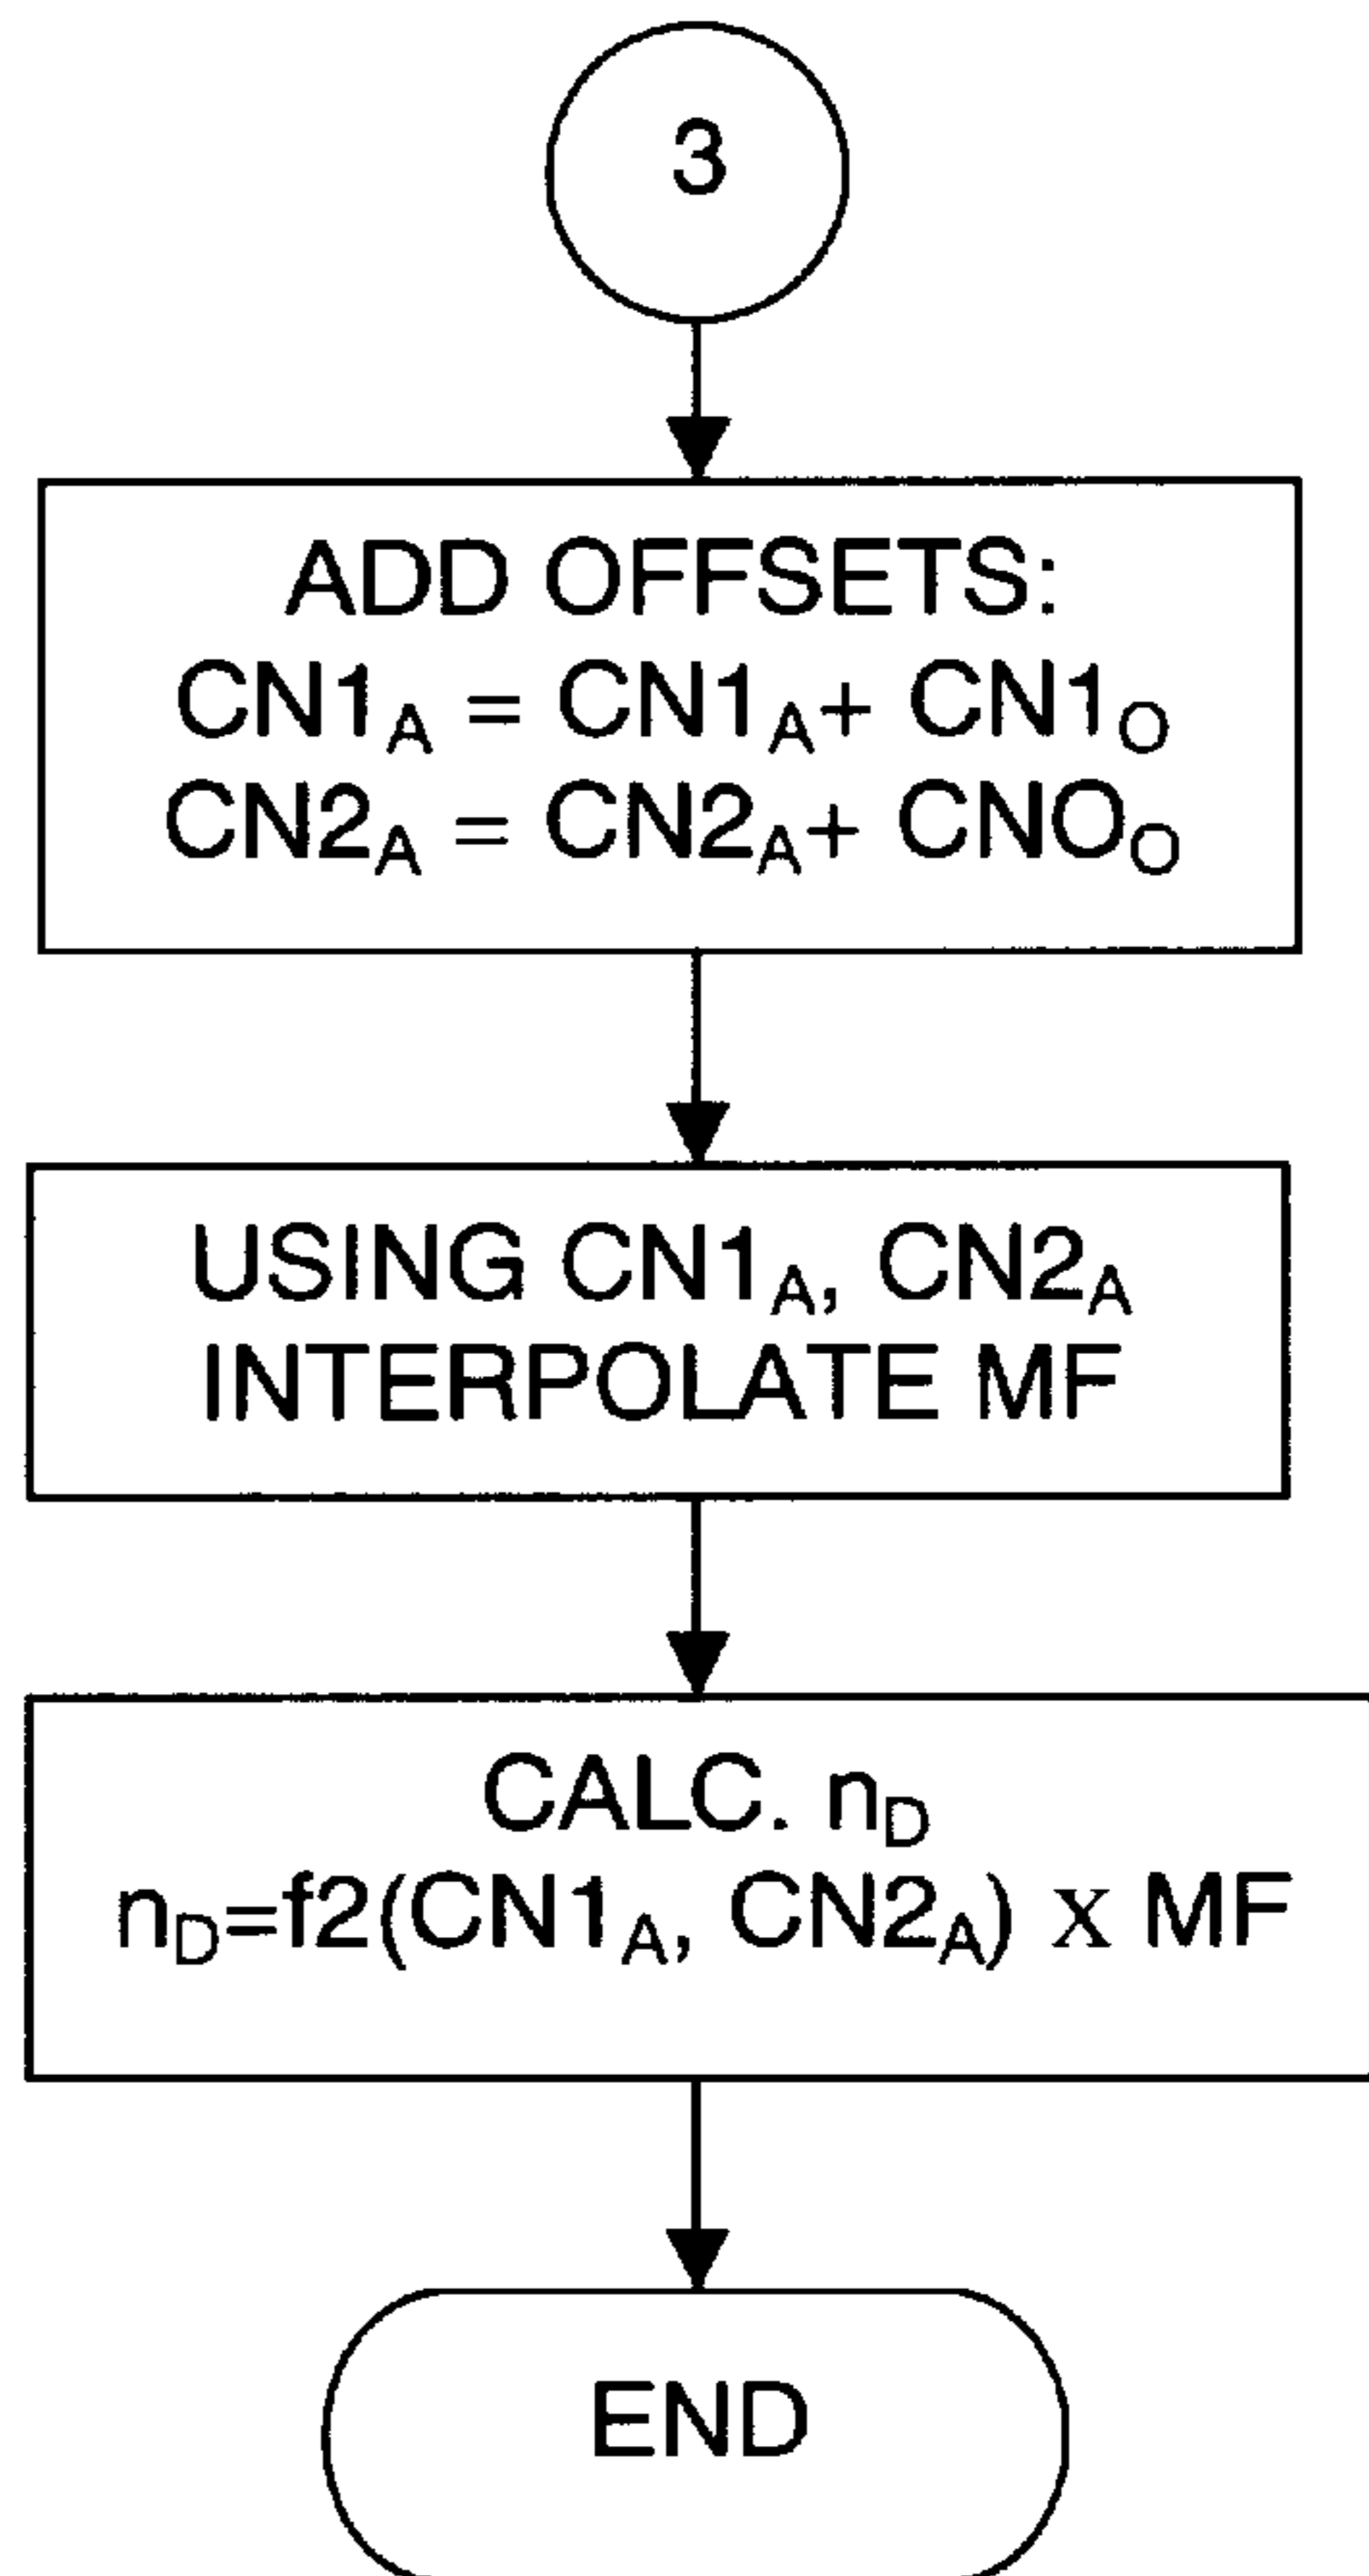 3
ADD OFFSETS:
CN1A = CN1A+ CN1O
CN2A = CN2A+ CNOO
USING CN1A, CN2A
INTERPOLATE MF
CALC. nD
nD=f2(CN1A, CN2A) x MF
END